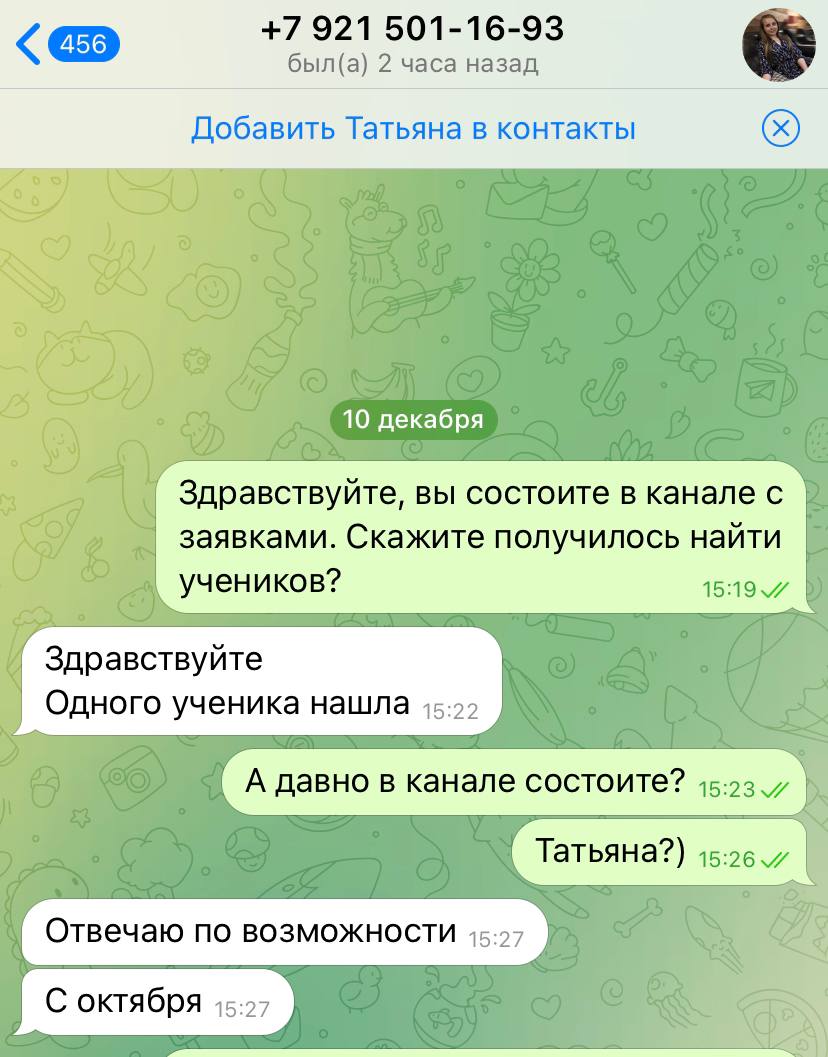 456
+7 921 501-16-93
был(а) 2 часа назад
Добавить Татьяна в контакты
10 декабря
Здравствуйте, вы состоите в канале с
заявками. Скажите получилось найти
учеников?
15:19
Здравствуйте
Одного ученика нашла 15:22
А давно в канале состоите? 15:23
Татьяна?) 15:26
Отвечаю по возможности 15:27
С октября 15:27